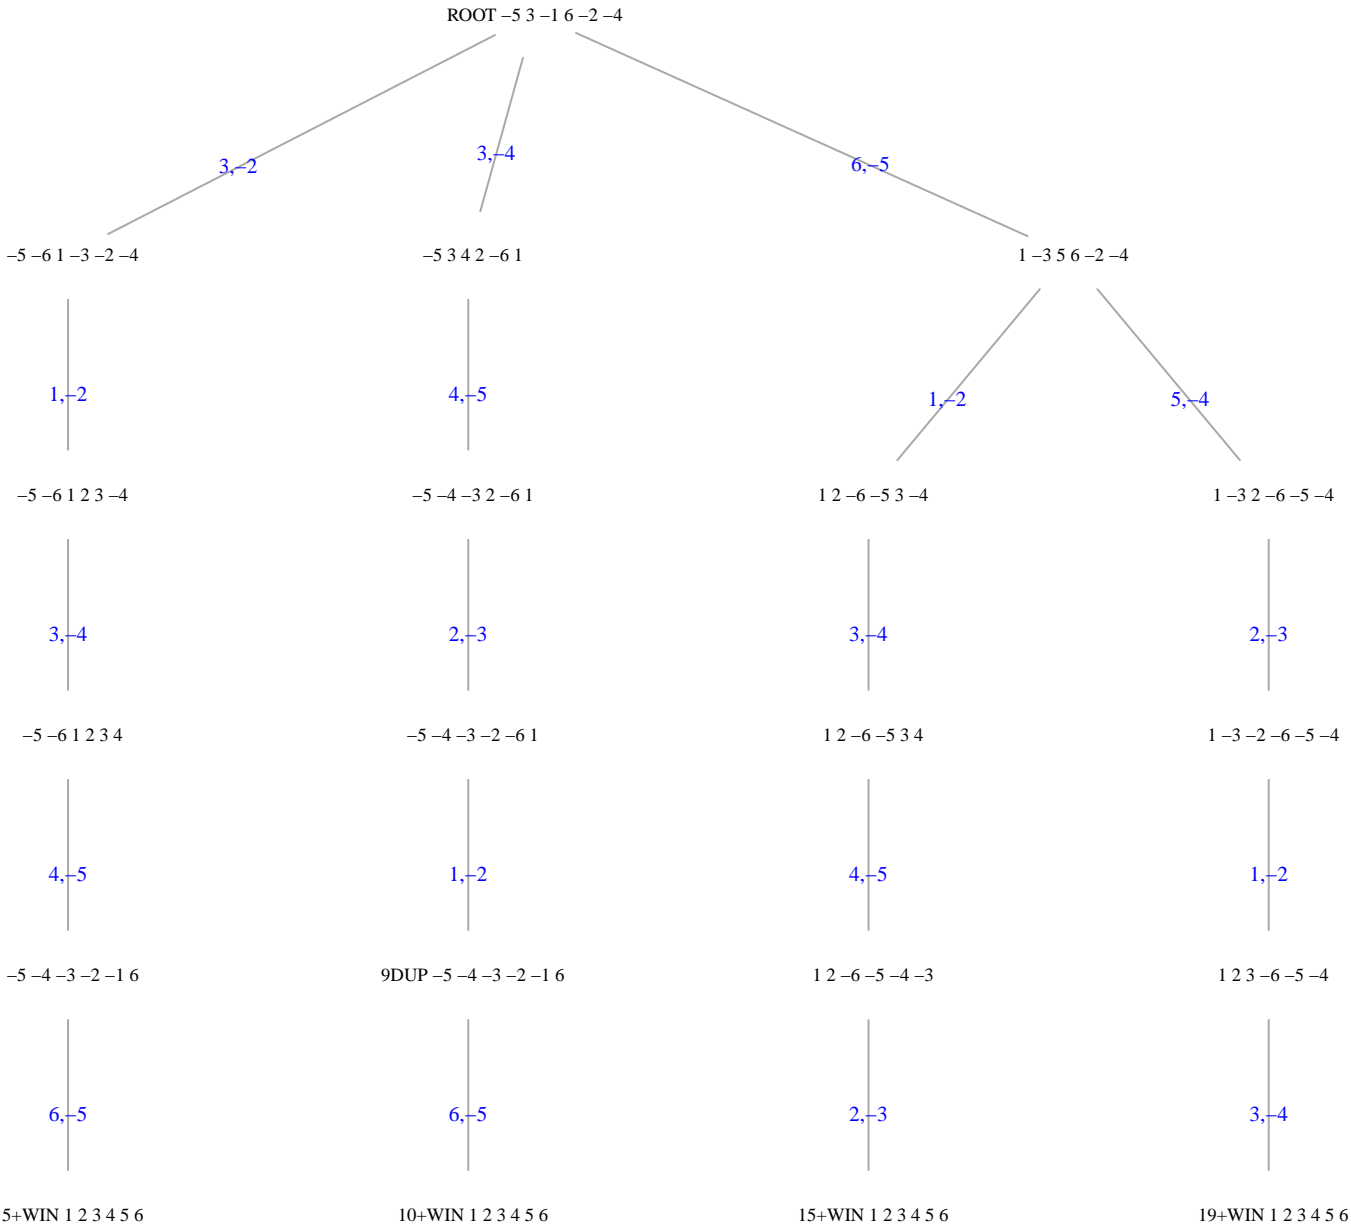 ROOT –5 3 –1 6 –2 –4
3,–2
3,–4
6,–5
–5 –6 1 –3 –2 –4
–5 3 4 2 –6 1
1 –3 5 6 –2 –4
1,–2
4,–5
1,–2
5,–4
–5 –6 1 2 3 –4
–5 –4 –3 2 –6 1
1 2 –6 –5 3 –4
1 –3 2 –6 –5 –4
3,–4
2,–3
3,–4
2,–3
–5 –6 1 2 3 4
–5 –4 –3 –2 –6 1
1 2 –6 –5 3 4
1 –3 –2 –6 –5 –4
4,–5
1,–2
4,–5
1,–2
–5 –4 –3 –2 –1 6
9DUP –5 –4 –3 –2 –1 6
1 2 –6 –5 –4 –3
1 2 3 –6 –5 –4
6,–5
6,–5
2,–3
3,–4
5+WIN 1 2 3 4 5 6
10+WIN 1 2 3 4 5 6
15+WIN 1 2 3 4 5 6
19+WIN 1 2 3 4 5 6